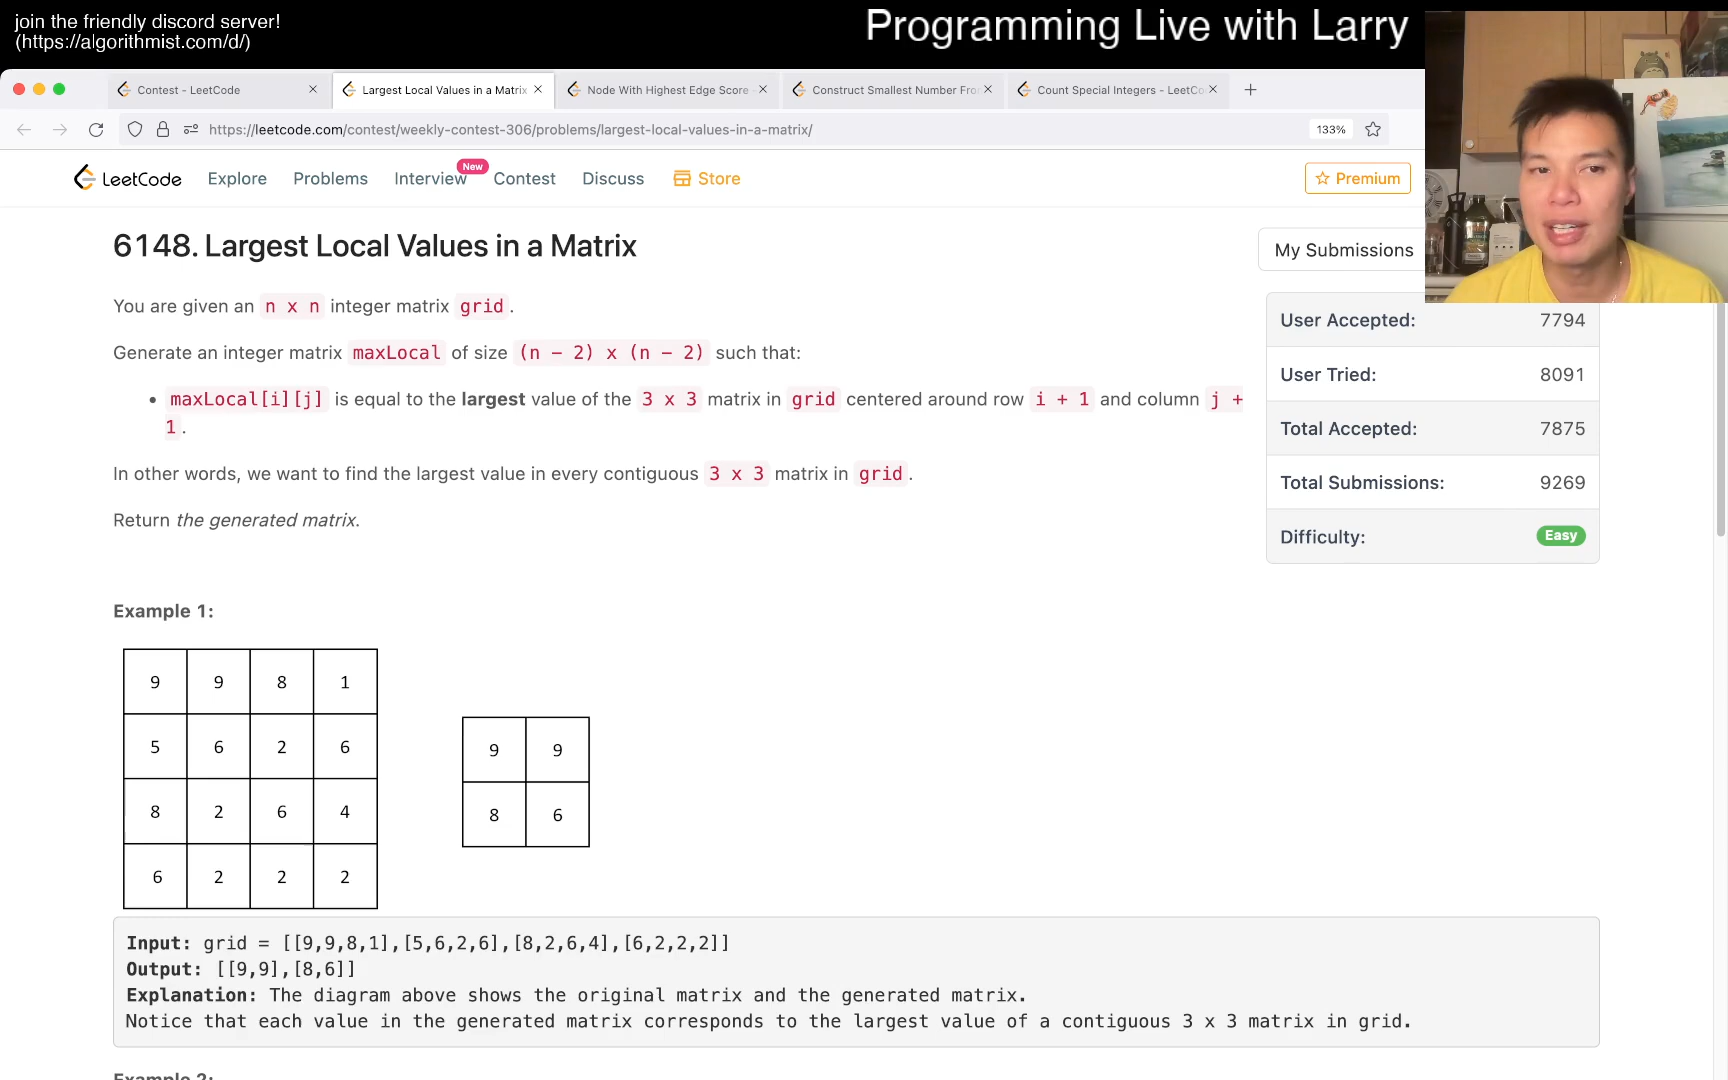 join the friendly discord server!
(https://algorithmist.com/d/)
Programming Live with Larry
Contest - LeetCode
Largest Local Values in a Matrix
Node With Highest Edge Score -
Construct Smallest Number Fro
Count Special Integers - LeetCo
https://leetcode.com/contest/weekly-contest-306/problems/largest-local-values-in-a-matrix/
133%
LeetCode
Explore
Problems
Interview
New
Contest
Discuss
Store
Premium
6148. Largest Local Values in a Matrix
My Submissions
You are given an n x n integer matrix grid .
Generate an integer matrix maxLocal of size (n - 2) x (n - 2) such that:
• maxLocal[i][j] is equal to the largest value of the 3 x 3 matrix in grid centered around row i + 1 and column j +
1 .
In other words, we want to find the largest value in every contiguous 3 x 3 matrix in grid .
Return the generated matrix.
User Accepted: 7794
User Tried: 8091
Total Accepted: 7875
Total Submissions: 9269
Difficulty: Easy
Example 1:
9 9 8 1
5 6 2 6
8 2 6 4
6 2 2 2
9 9
8 6
Input: grid = [[9,9,8,1],[5,6,2,6],[8,2,6,4],[6,2,2,2]]
Output: [[9,9],[8,6]]
Explanation: The diagram above shows the original matrix and the generated matrix.
Notice that each value in the generated matrix corresponds to the largest value of a contiguous 3 x 3 matrix in grid.
Example 2: